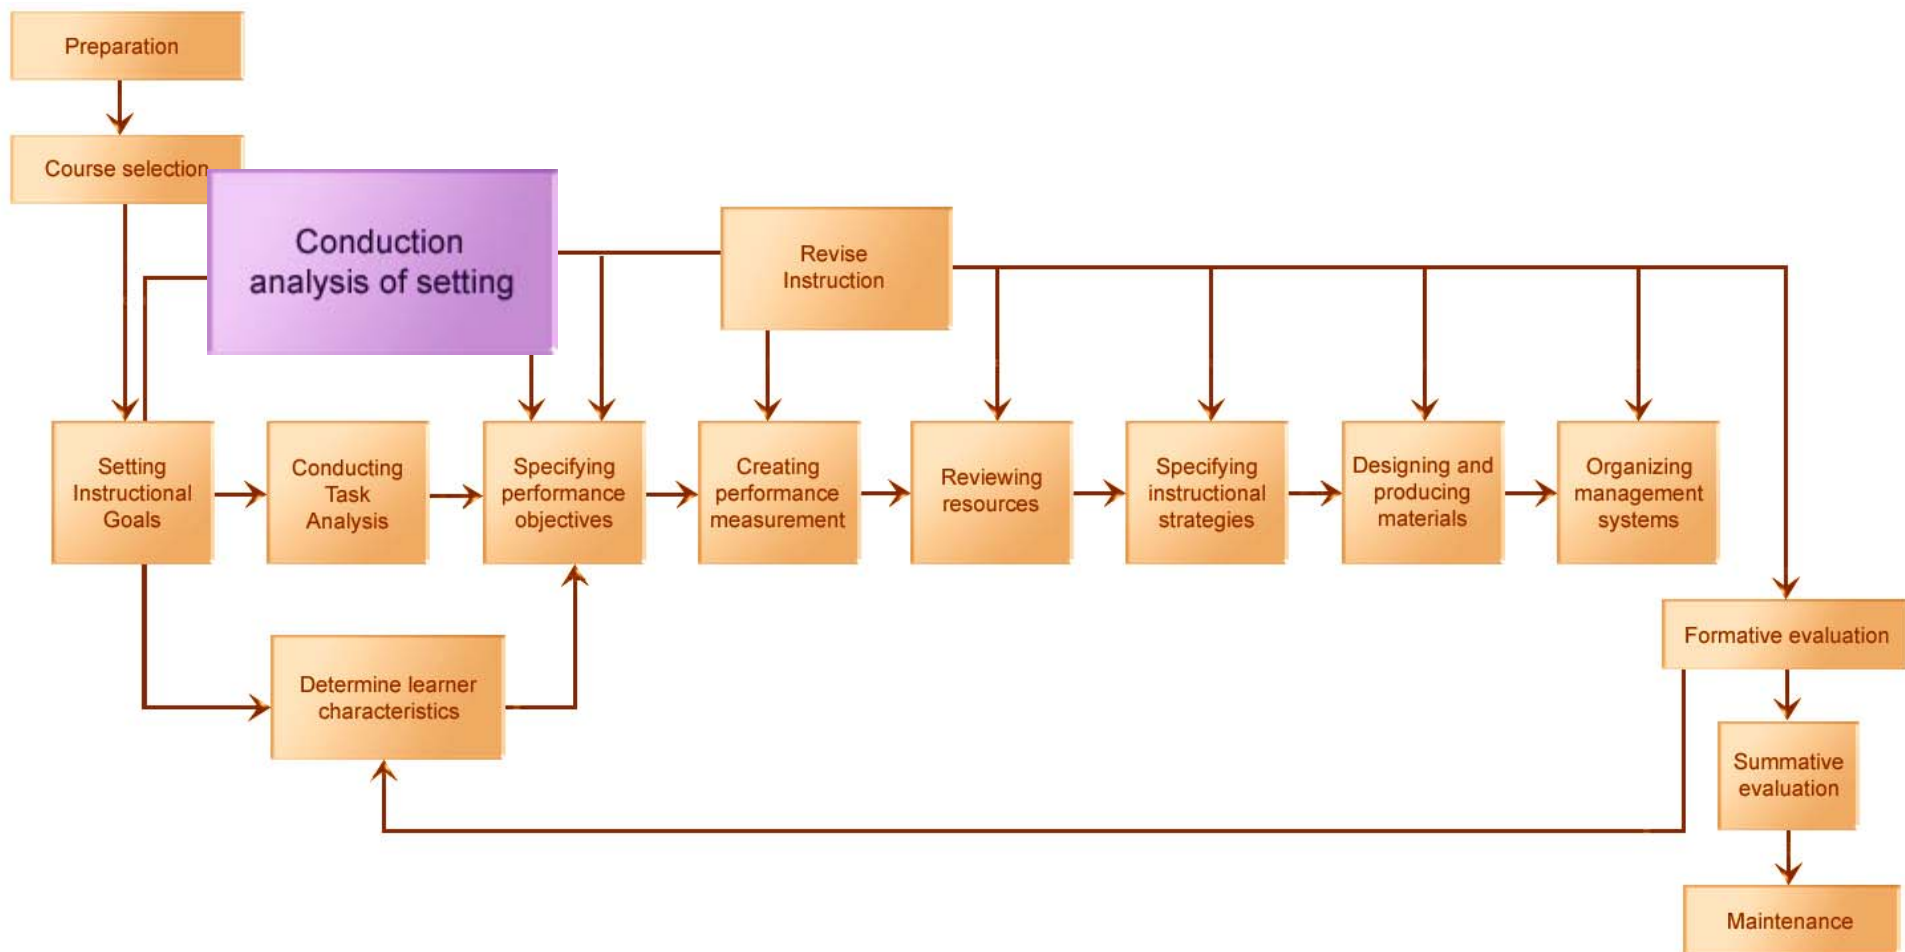 Preparation
Course selection
Conduction
analysis of setting
Revise
Instruction
Setting
Instructional
Goals
Conducting
Task
Analysis
Specifying
performance
objectives
Creating
performance
measurement
Reviewing
resources
Specifying
instructional
strategies
Designing and
producing
materials
Organizing
management
systems
Determine learner
characteristics
Formative evaluation
Summative
evaluation
Maintenance